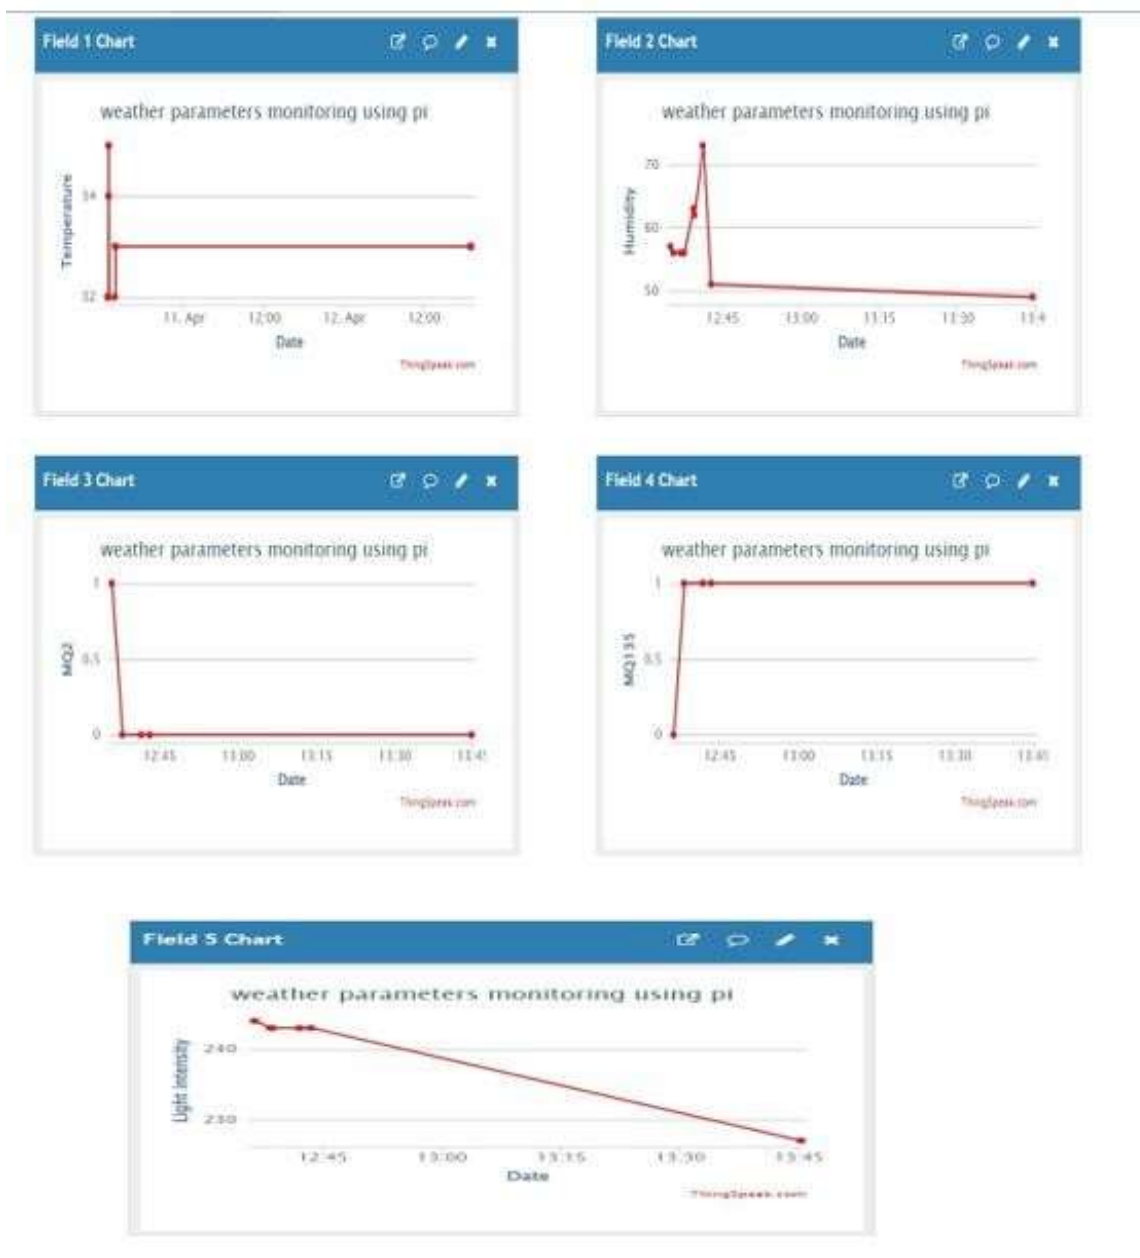 Field 1 Chart
weather parameters monitoring using pi
Temperature
34
32
11. Apr 12:00 12. Apr 12:00
Date
ThingSpeak.com
Field 2 Chart
weather parameters monitoring using pi
Humidity
70
60
50
12:45 13:00 13:15 13:30 13:4
Date
ThingSpeak.com
Field 3 Chart
weather parameters monitoring using pi
MQ2
1
0.5
0
12:45 13:00 13:15 13:30
Date
ThingSpeak.com
Field 4 Chart
weather parameters monitoring using pi
MQ135
1
0.5
0
12:45 13:00 13:15 13:30
Date
ThingSpeak.com
Field 5 Chart
weather parameters monitoring using pi
Light intensity
240
230
12:45 13:00 13:15 13:30 13:45
Date
ThingSpeak.com